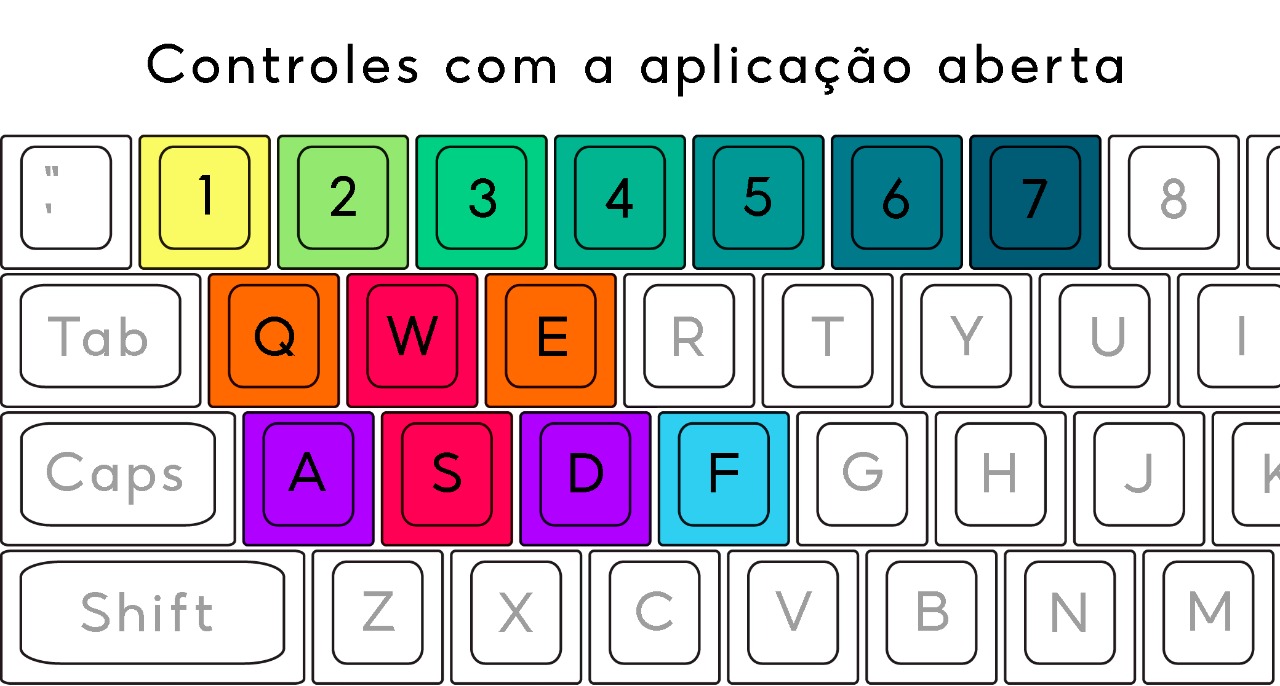 Controles com a aplicação aberta
" ' 1 2 3 4 5 6 7 8
Tab Q W E R T Y U I
Caps A S D F G H J K
Shift Z X C V B N M